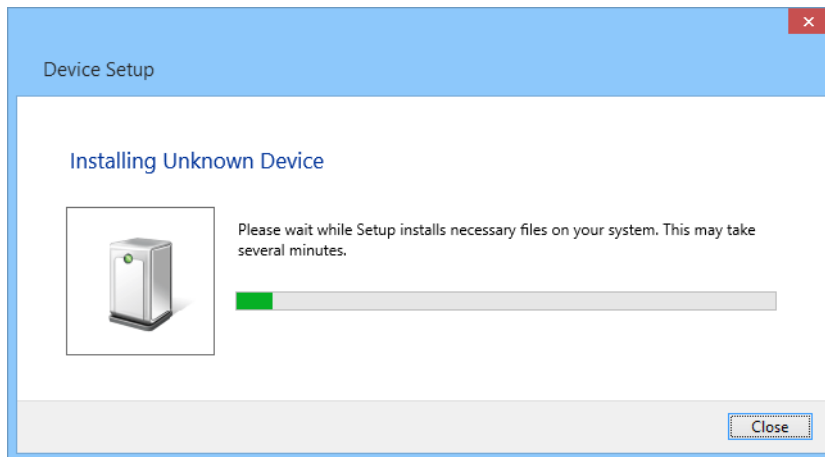 Device Setup
Installing Unknown Device
Please wait while Setup installs necessary files on your system. This may take
several minutes.
Close